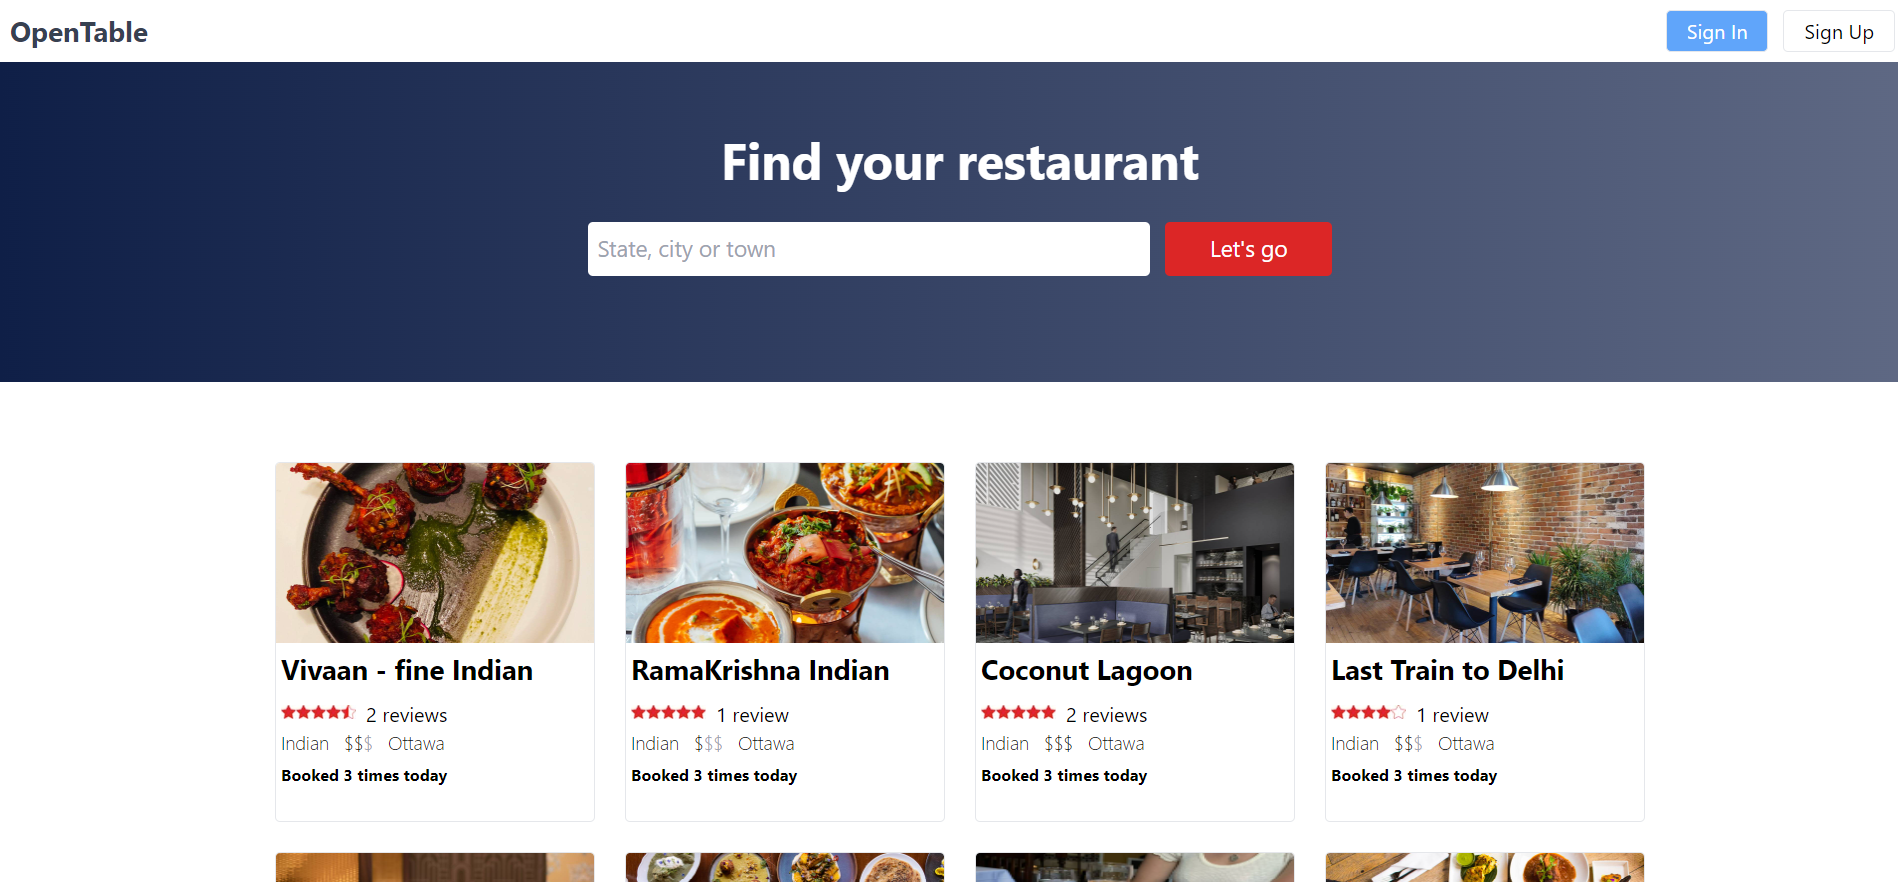 OpenTable
Sign In
Sign Up
Find your restaurant
State, city or town
Let's go
Vivaan - fine Indian
2 reviews
Indian $$$ Ottawa
Booked 3 times today
RamaKrishna Indian
1 review
Indian $$$ Ottawa
Booked 3 times today
Coconut Lagoon
2 reviews
Indian $$$ Ottawa
Booked 3 times today
Last Train to Delhi
1 review
Indian $$$ Ottawa
Booked 3 times today